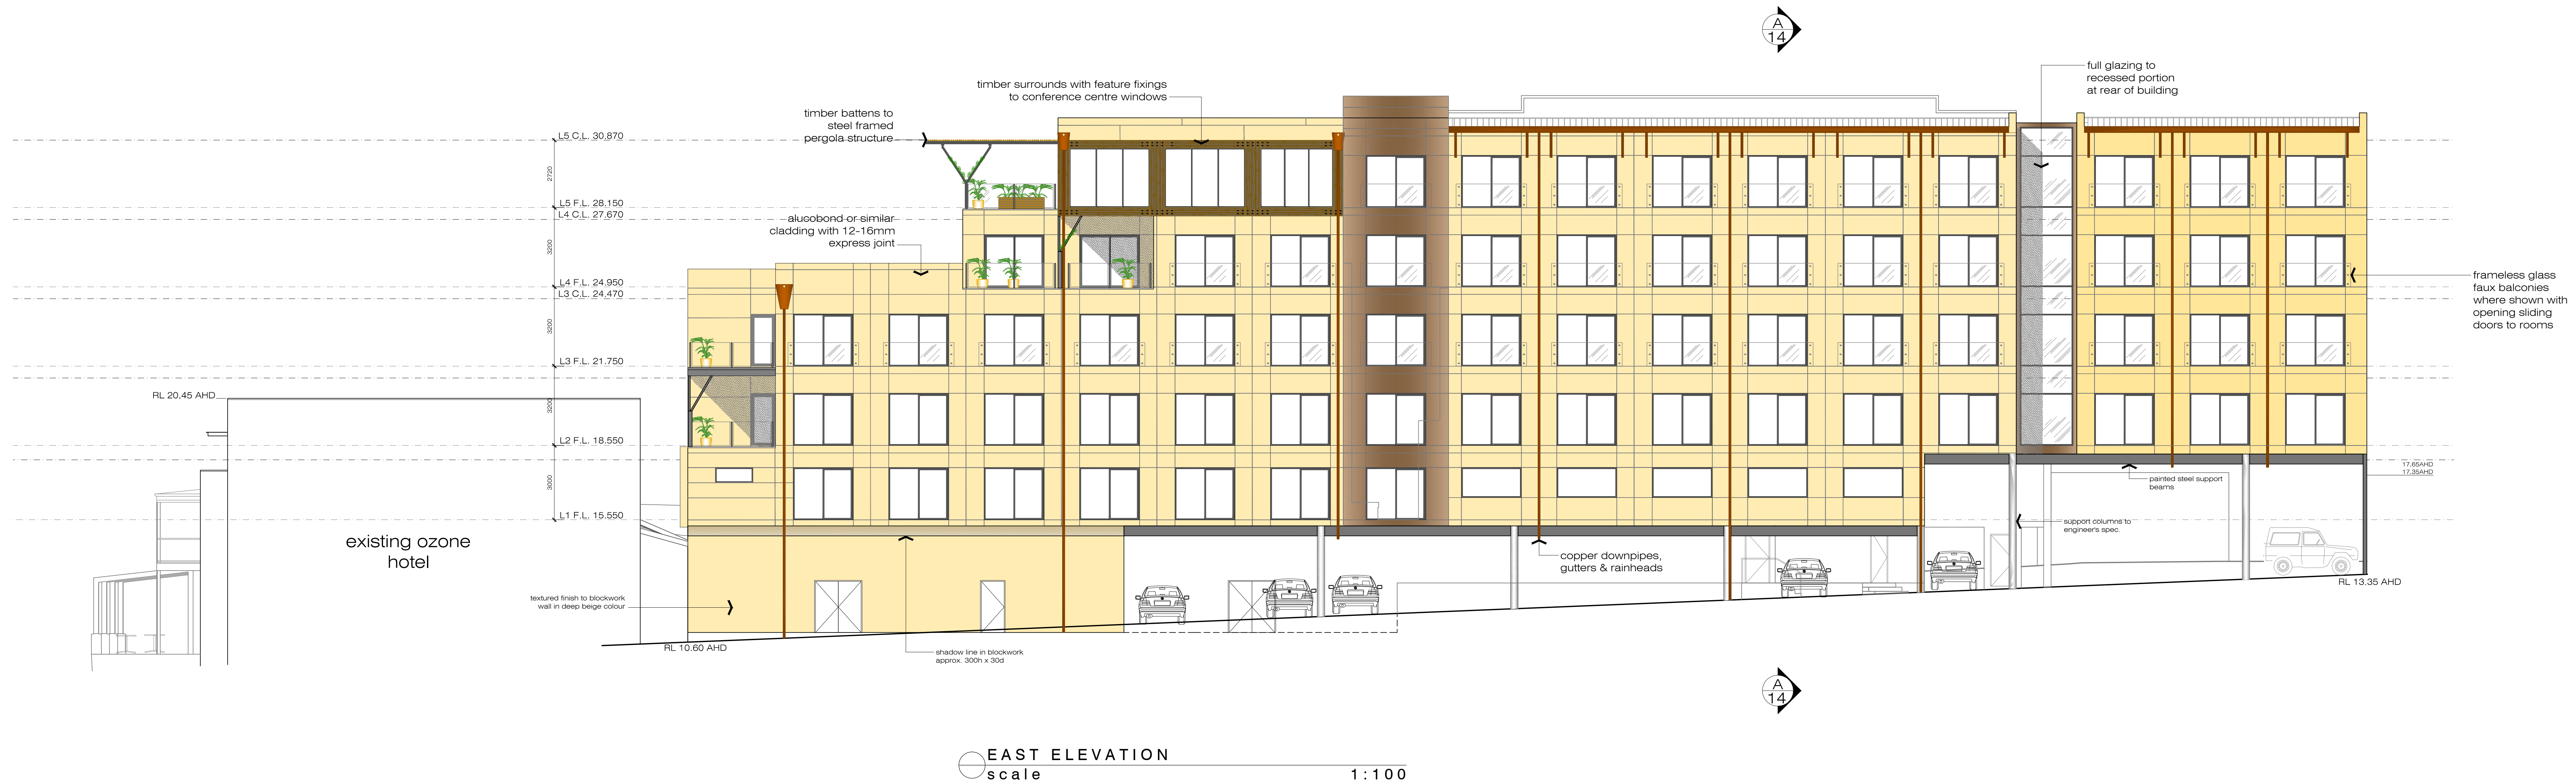 A
14
full glazing to
recessed portion
at rear of building
timber surrounds with feature fixings
to conference centre windows
timber battens to
steel framed
pergola structure
L5 C.L. 30,870
2720
L5 F.L. 28,150
L4 C.L. 27,670
alucobond or similar
cladding with 12-16mm
express joint
3200
L4 F.L. 24,950
L3 C.L. 24,470
frameless glass
faux balconies
where shown with
opening sliding
doors to rooms
3200
L3 F.L. 21.750
RL 20,45 AHD
3200
L2 F.L. 18.550
17,65AHD
17,35AHD
painted steel support
beams
3000
L1 F.L. 15.550
support columns to
engineer's spec.
existing ozone
hotel
copper downpipes,
gutters & rainheads
RL 13.35 AHD
textured finish to blockwork
wall in deep beige colour
RL 10.60 AHD
shadow line in blockwork
approx. 300h x 30d
A
14
EAST ELEVATION
scale 1:100